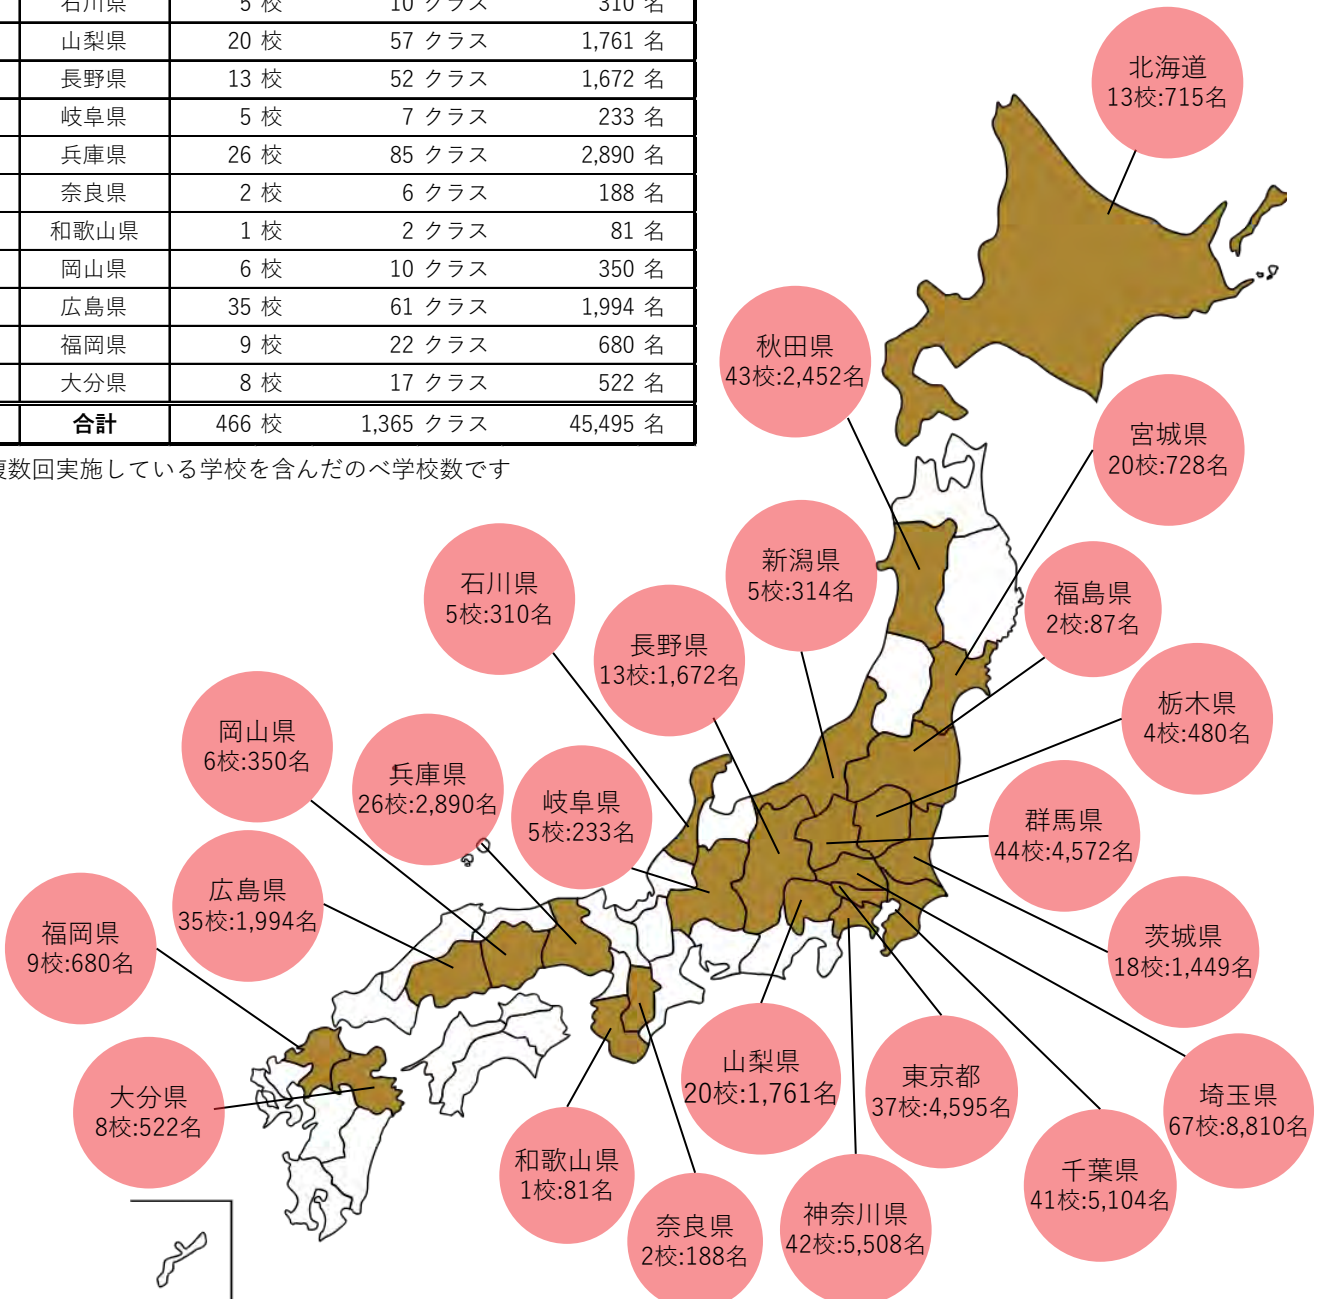 石川県 5 校 10 クラス 310 名
山梨県 20 校 57 クラス 1,761 名
長野県 13 校 52 クラス 1,672 名
岐阜県 5 校 7 クラス 233 名
兵庫県 26 校 85 クラス 2,890 名
奈良県 2 校 6 クラス 188 名
和歌山県 1 校 2 クラス 81 名
岡山県 6 校 10 クラス 350 名
広島県 35 校 61 クラス 1,994 名
福岡県 9 校 22 クラス 680 名
大分県 8 校 17 クラス 522 名
合計 466 校 1,365 クラス 45,495 名
複数回実施している学校を含んだのべ学校数です
北海道
13校:715名
秋田県
43校:2,452名
宮城県
20校:728名
新潟県
5校:314名
石川県
5校:310名
福島県
2校:87名
長野県
13校:1,672名
栃木県
4校:480名
岡山県
6校:350名
兵庫県
26校:2,890名
岐阜県
5校:233名
群馬県
44校:4,572名
広島県
35校:1,994名
福岡県
9校:680名
茨城県
18校:1,449名
山梨県
20校:1,761名
東京都
37校:4,595名
埼玉県
67校:8,810名
大分県
8校:522名
和歌山県
1校:81名
千葉県
41校:5,104名
奈良県
2校:188名
神奈川県
42校:5,508名